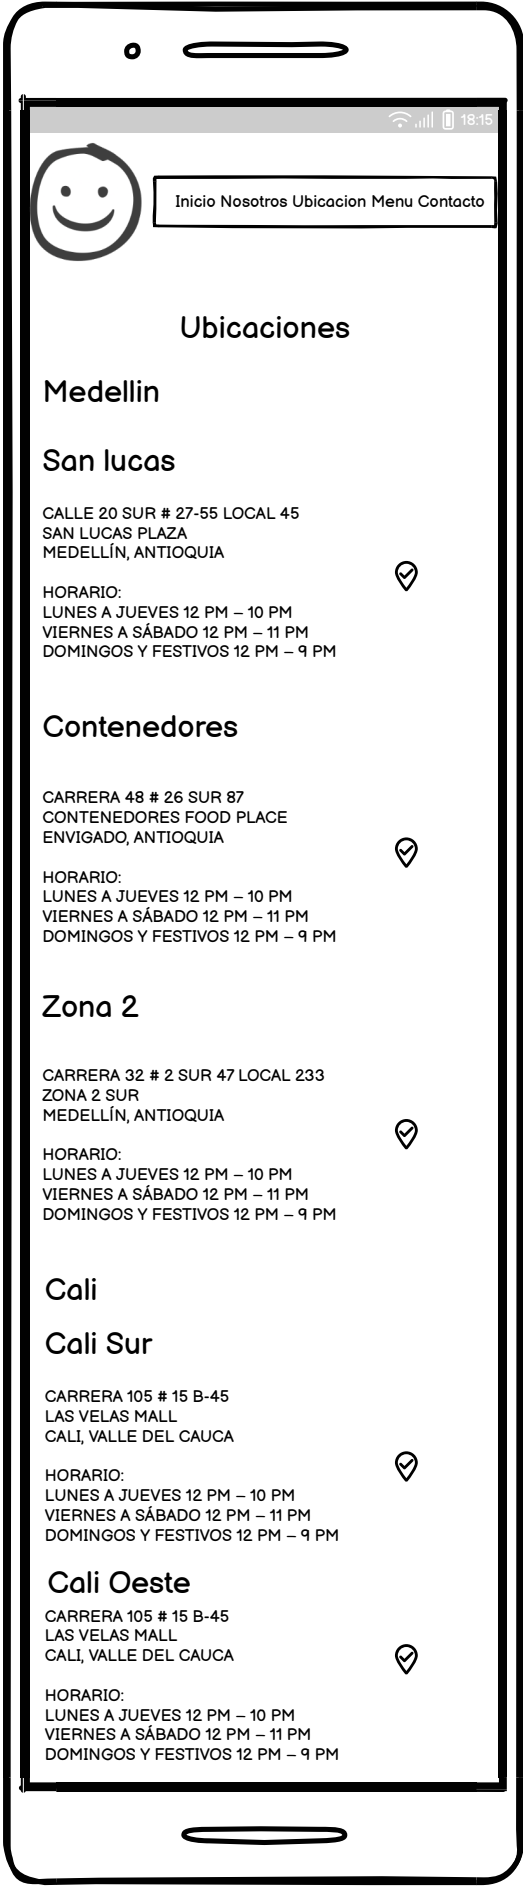 18:15
Inicio Nosotros Ubicacion Menu Contacto
Ubicaciones
Medellin
San lucas
CALLE 20 SUR # 27-55 LOCAL 45
SAN LUCAS PLAZA
MEDELLÍN, ANTIOQUIA
HORARIO:
LUNES A JUEVES 12 PM – 10 PM
VIERNES A SÁBADO 12 PM – 11 PM
DOMINGOS Y FESTIVOS 12 PM – 9 PM
Contenedores
CARRERA 48 # 26 SUR 87
CONTENEDORES FOOD PLACE
ENVIGADO, ANTIOQUIA
HORARIO:
LUNES A JUEVES 12 PM – 10 PM
VIERNES A SÁBADO 12 PM – 11 PM
DOMINGOS Y FESTIVOS 12 PM – 9 PM
Zona 2
CARRERA 32 # 2 SUR 47 LOCAL 233
ZONA 2 SUR
MEDELLÍN, ANTIOQUIA
HORARIO:
LUNES A JUEVES 12 PM – 10 PM
VIERNES A SÁBADO 12 PM – 11 PM
DOMINGOS Y FESTIVOS 12 PM – 9 PM
Cali
Cali Sur
CARRERA 105 # 15 B-45
LAS VELAS MALL
CALI, VALLE DEL CAUCA
HORARIO:
LUNES A JUEVES 12 PM – 10 PM
VIERNES A SÁBADO 12 PM – 11 PM
DOMINGOS Y FESTIVOS 12 PM – 9 PM
Cali Oeste
CARRERA 105 # 15 B-45
LAS VELAS MALL
CALI, VALLE DEL CAUCA
HORARIO:
LUNES A JUEVES 12 PM – 10 PM
VIERNES A SÁBADO 12 PM – 11 PM
DOMINGOS Y FESTIVOS 12 PM – 9 PM